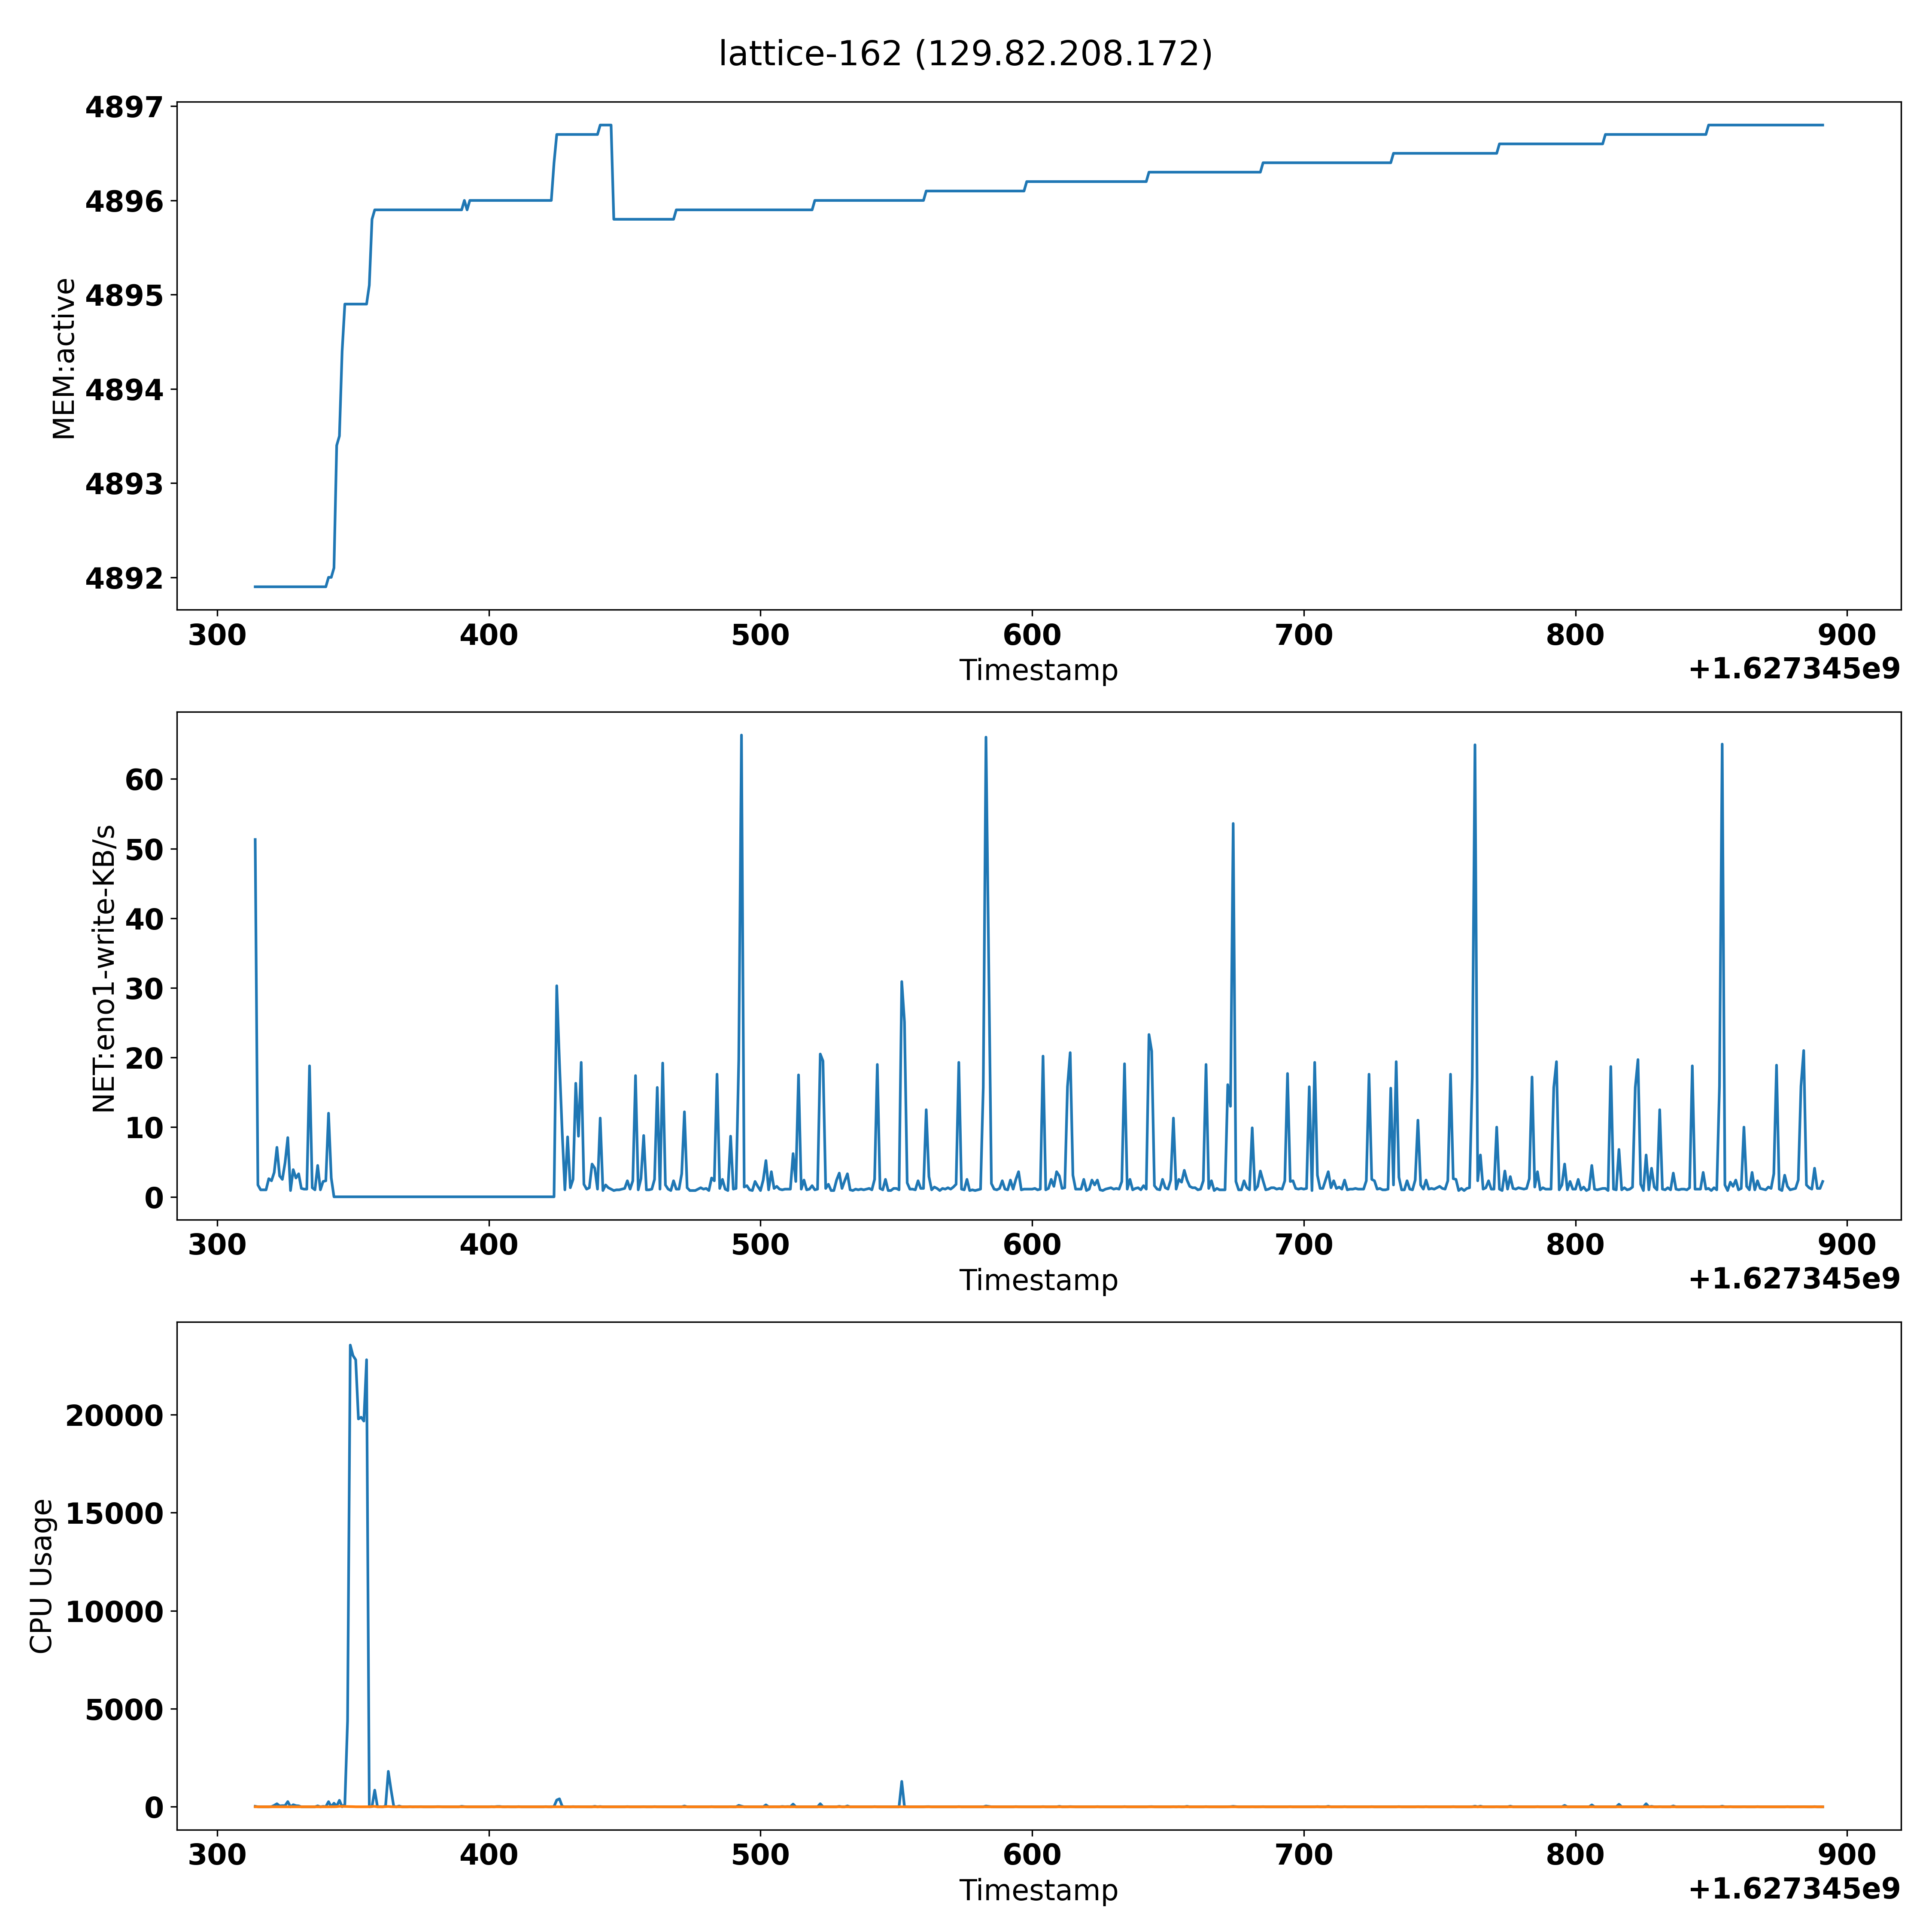 lattice-162 (129.82.208.172)
4897
4896
4895
4894
4893
4892
MEM:active
300 400 500 600 700 800 900
Timestamp
+1.627345e9
60
50
40
30
20
10
0
NET:eno1-write-KB/s
300 400 500 600 700 800 900
Timestamp
+1.627345e9
20000
15000
10000
5000
0
CPU Usage
300 400 500 600 700 800 900
Timestamp
+1.627345e9